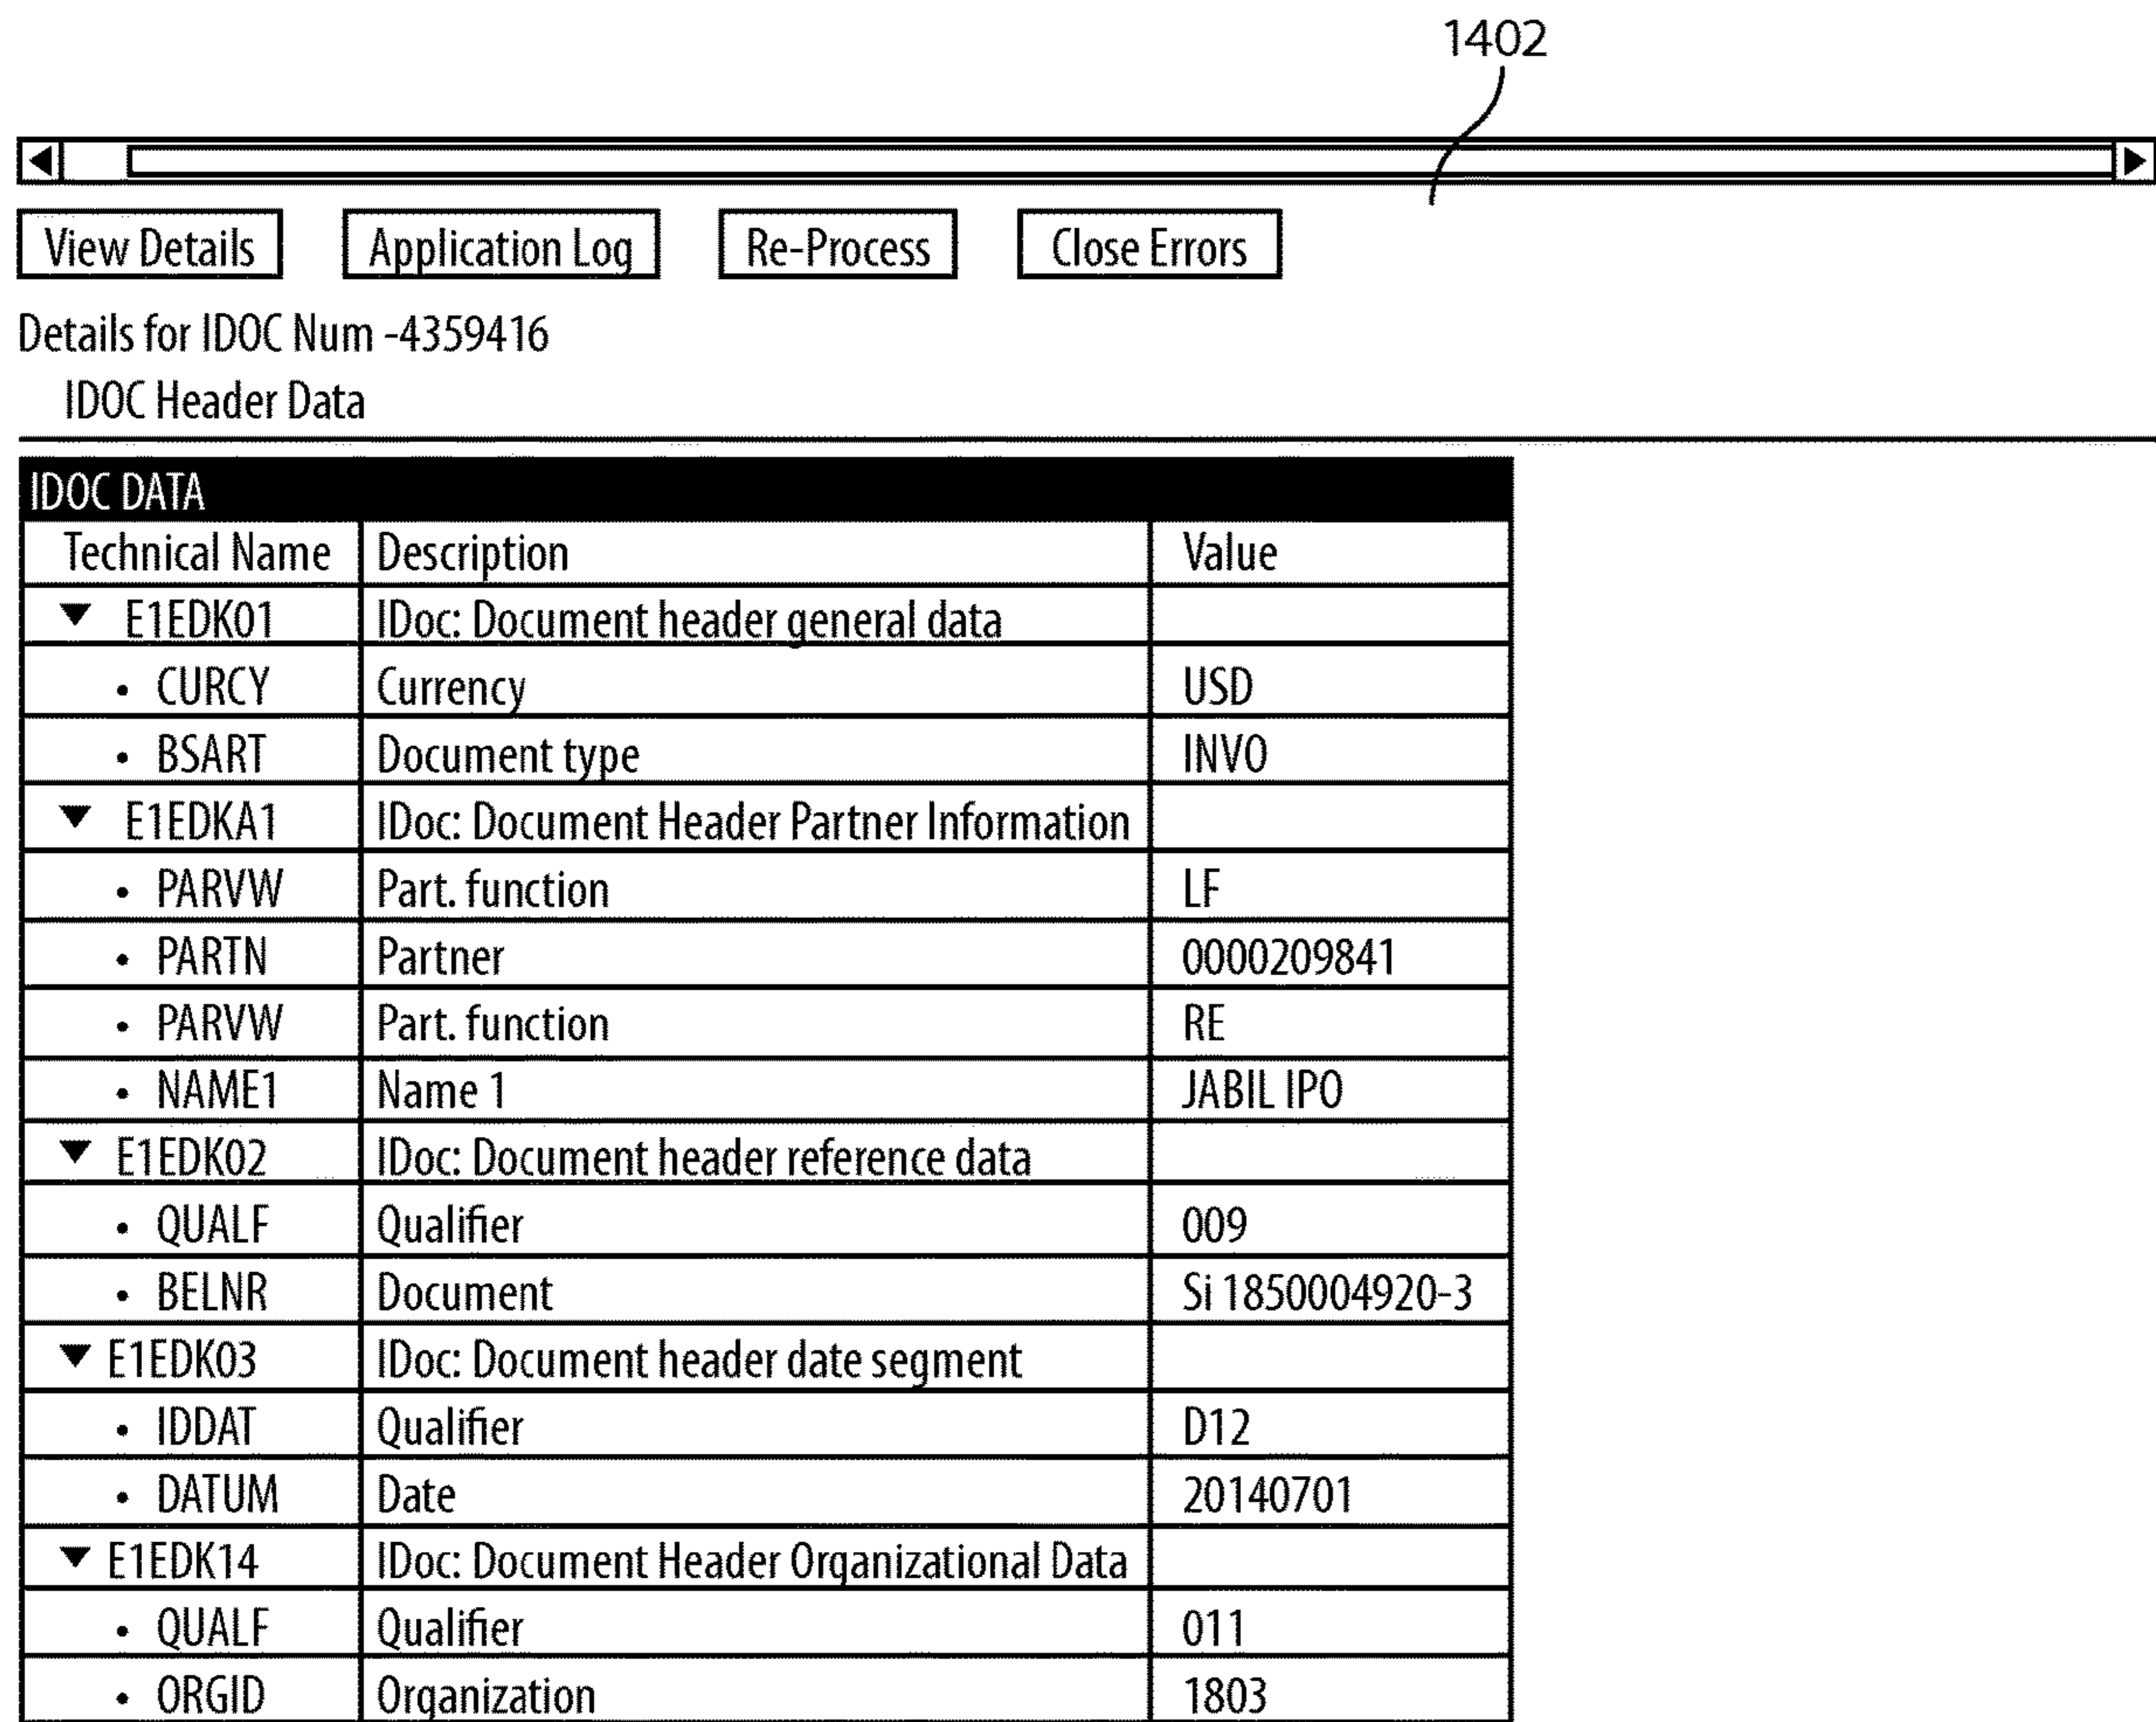 1402
View Details Application Log Re-Process Close Errors
Details for IDOC Num -4359416
IDOC Header Data
IDOC DATA
Technical Name Description Value
▼ E1EDK01 IDoc: Document header general data
• CURCY Currency USD
• BSART Document type INVO
▼ E1EDKA1 IDoc: Document Header Partner Information
• PARVW Part. function LF
• PARTN Partner 0000209841
• PARVW Part. function RE
• NAME1 Name 1 JABIL IPO
▼ E1EDK02 IDoc: Document header reference data
• QUALF Qualifier 009
• BELNR Document Si 1850004920-3
▼ E1EDK03 IDoc: Document header date segment
• IDDAT Qualifier D12
• DATUM Date 20140701
▼ E1EDK14 IDoc: Document Header Organizational Data
• QUALF Qualifier 011
• ORGID Organization 1803